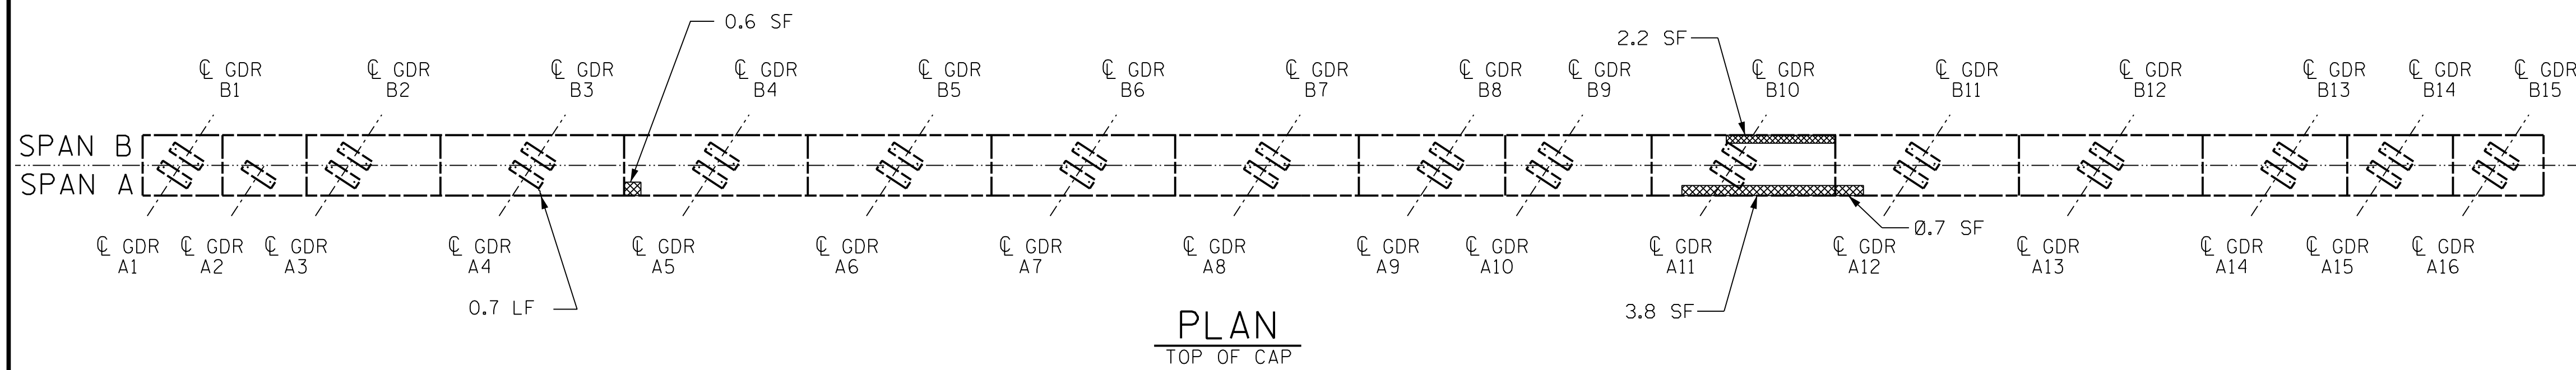 0.6 SF
2.2 SF
℄ GDR
B1
℄ GDR
B2
℄ GDR
B3
℄ GDR
B4
℄ GDR
B5
℄ GDR
B6
℄ GDR
B7
℄ GDR
B8
℄ GDR
B9
℄ GDR
B10
℄ GDR
B11
℄ GDR
B12
℄ GDR
B13
℄ GDR
B14
℄ GDR
B15
SPAN B
SPAN A
0.7 SF
℄ GDR
A1
℄ GDR
A2
℄ GDR
A3
℄ GDR
A4
℄ GDR
A5
℄ GDR
A6
℄ GDR
A7
℄ GDR
A8
℄ GDR
A9
℄ GDR
A10
℄ GDR
A11
℄ GDR
A12
℄ GDR
A13
℄ GDR
A14
℄ GDR
A15
℄ GDR
A16
0.7 LF
3.8 SF
PLAN
TOP OF CAP